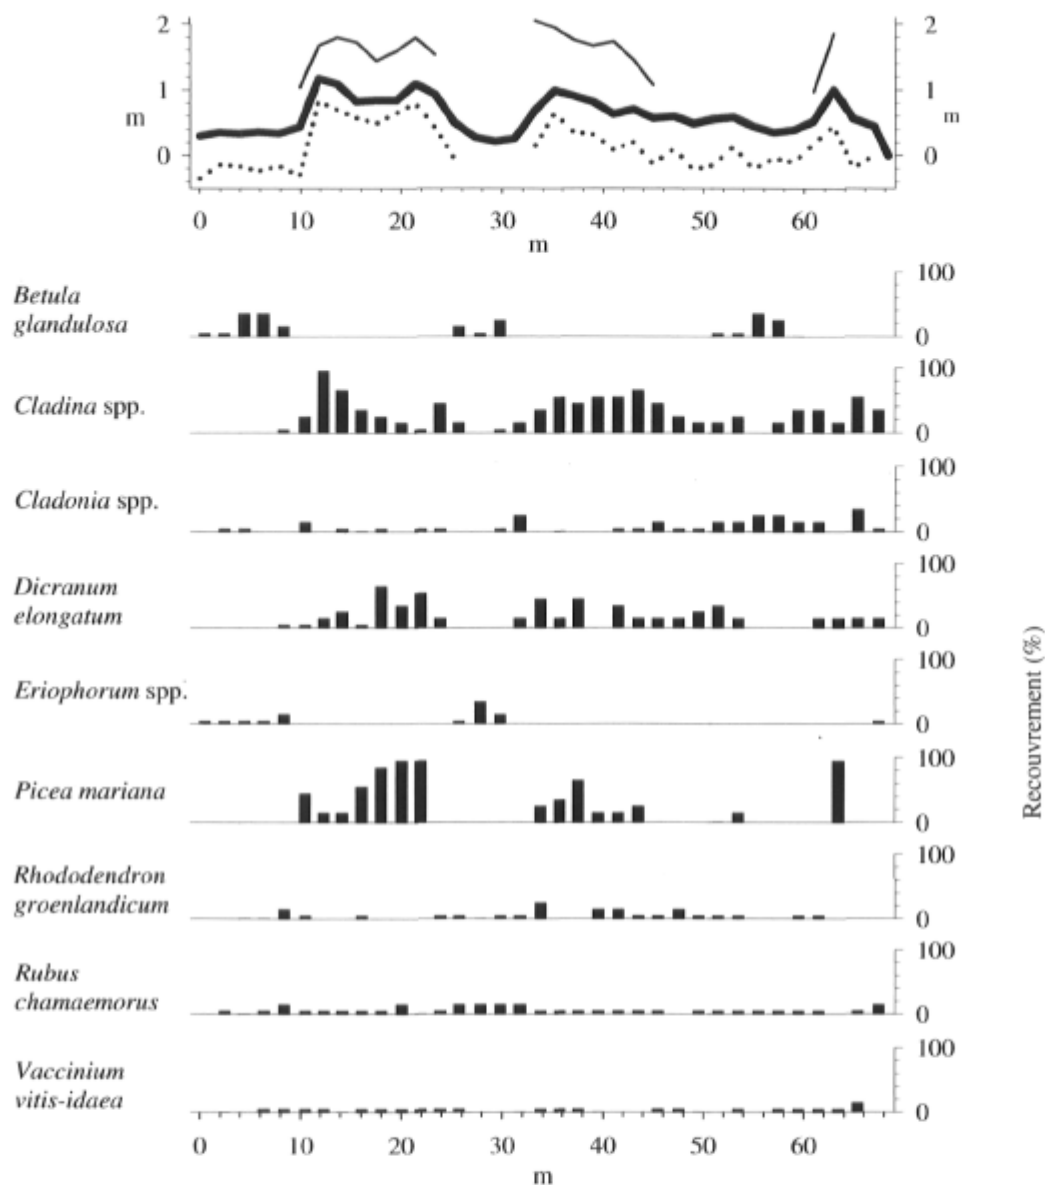 2 2
1 1
m m
0 0
0 10 20 30 40 50 60
m
100
Betula
glandulosa
0
100
Cladina spp.
0
100
Cladonia spp.
0
100
Dicranum
elongatum
0
100
Eriophorum spp.
0
100
Picea mariana
0
100
Rhododendron
groenlandicum
0
100
Rubus
chamaemorus
0
100
Vaccinium
vitis-idaea
0
0 10 20 30 40 50 60
m
Recouvrement (%)